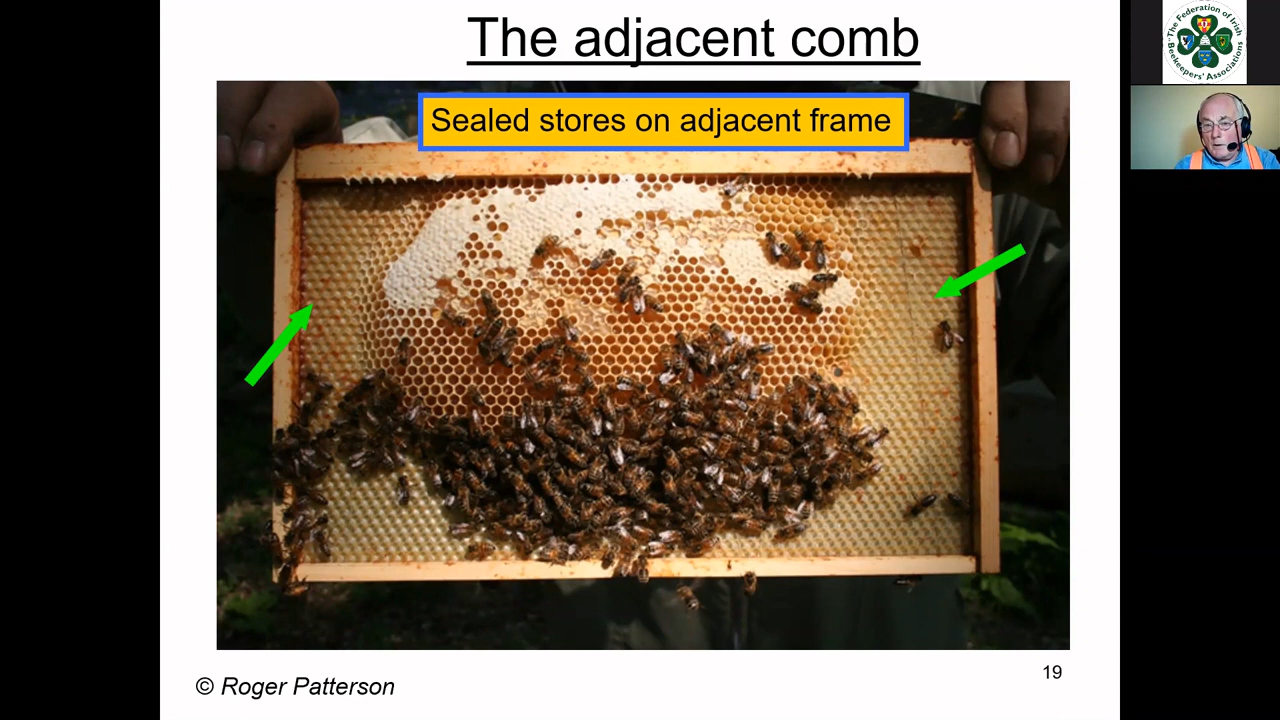 The adjacent comb
Sealed stores on adjacent frame
© Roger Patterson
19
"The Federation of Irish
Beekeepers' Associations"